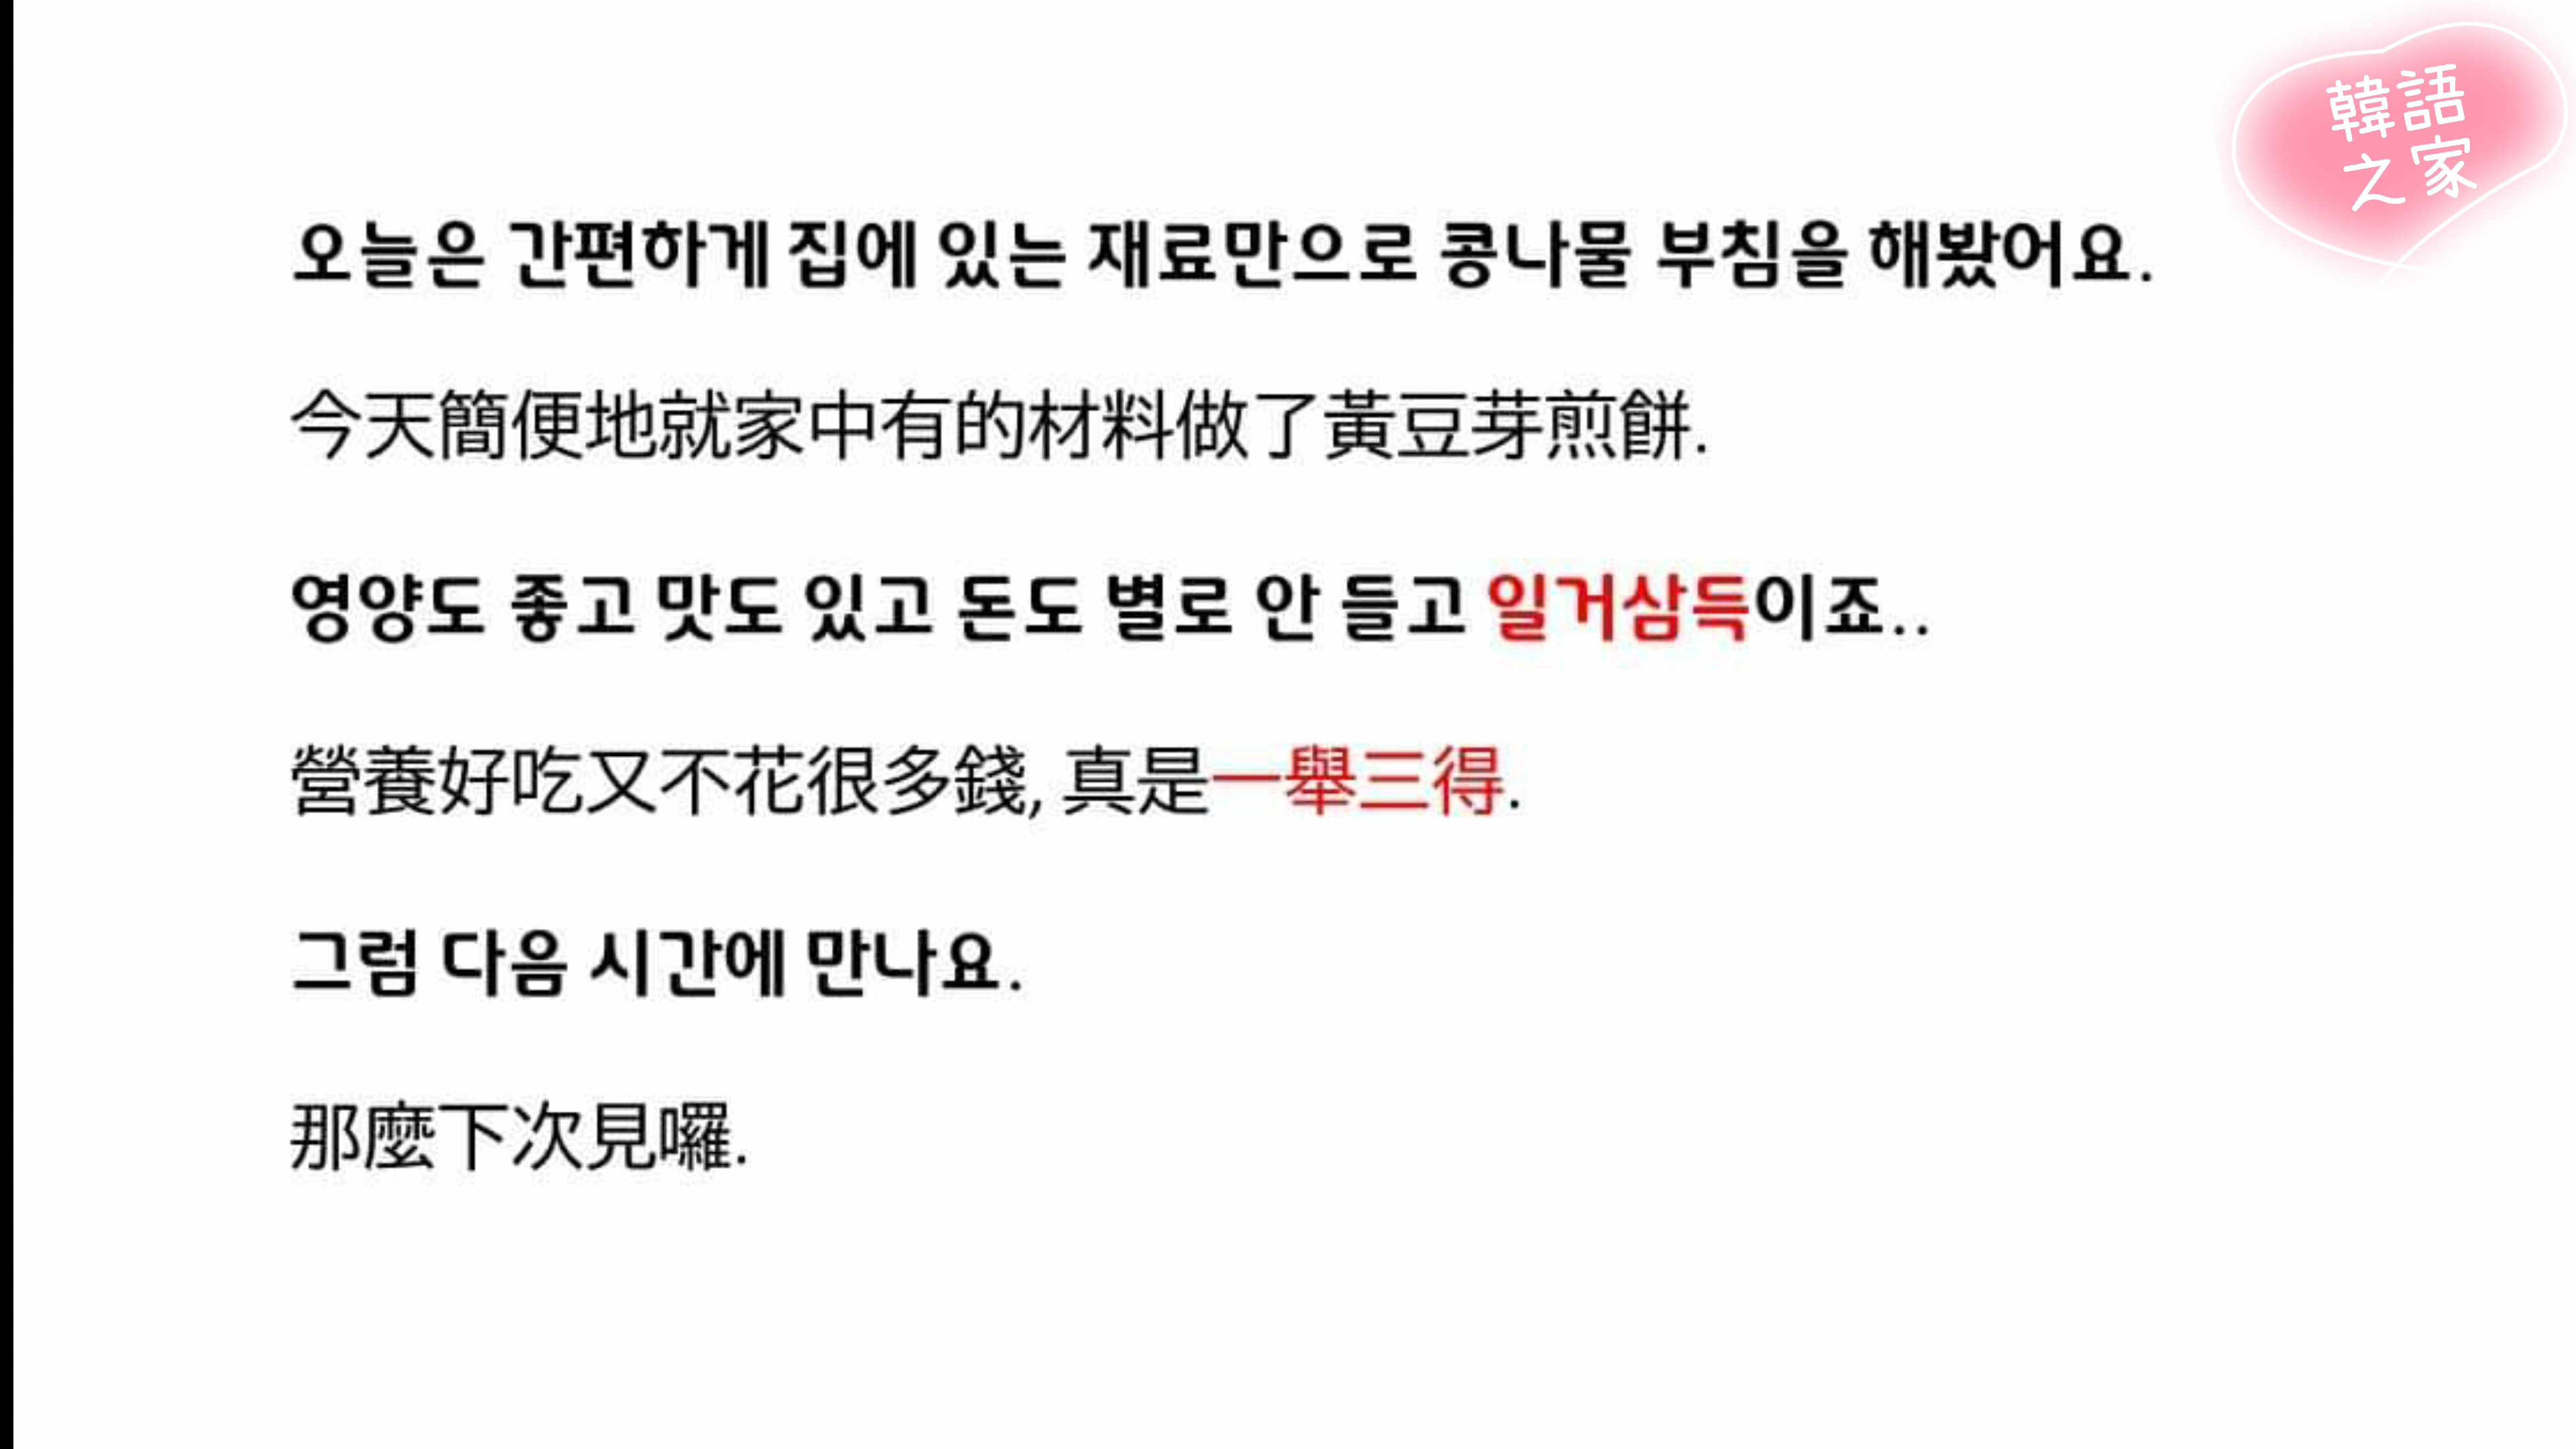 韓語
之家
오늘은 간편하게 집에 있는 재료만으로 콩나물 부침을 해봤어요.
今天簡便地就家中有的材料做了黃豆芽煎餅.
영양도 좋고 맛도 있고 돈도 별로 안 들고 일거삼득이죠..
營養好吃又不花很多錢, 真是一舉三得.
그럼 다음 시간에 만나요.
那麼下次見囉.